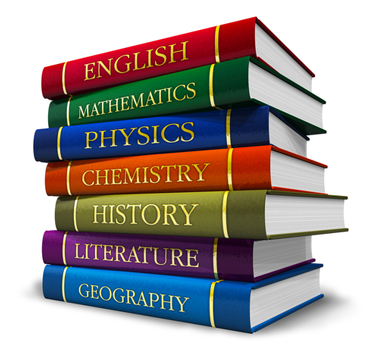 ENGLISH
MATHEMATICS
PHYSICS
CHEMISTRY
HISTORY
LITERATURE
GEOGRAPHY